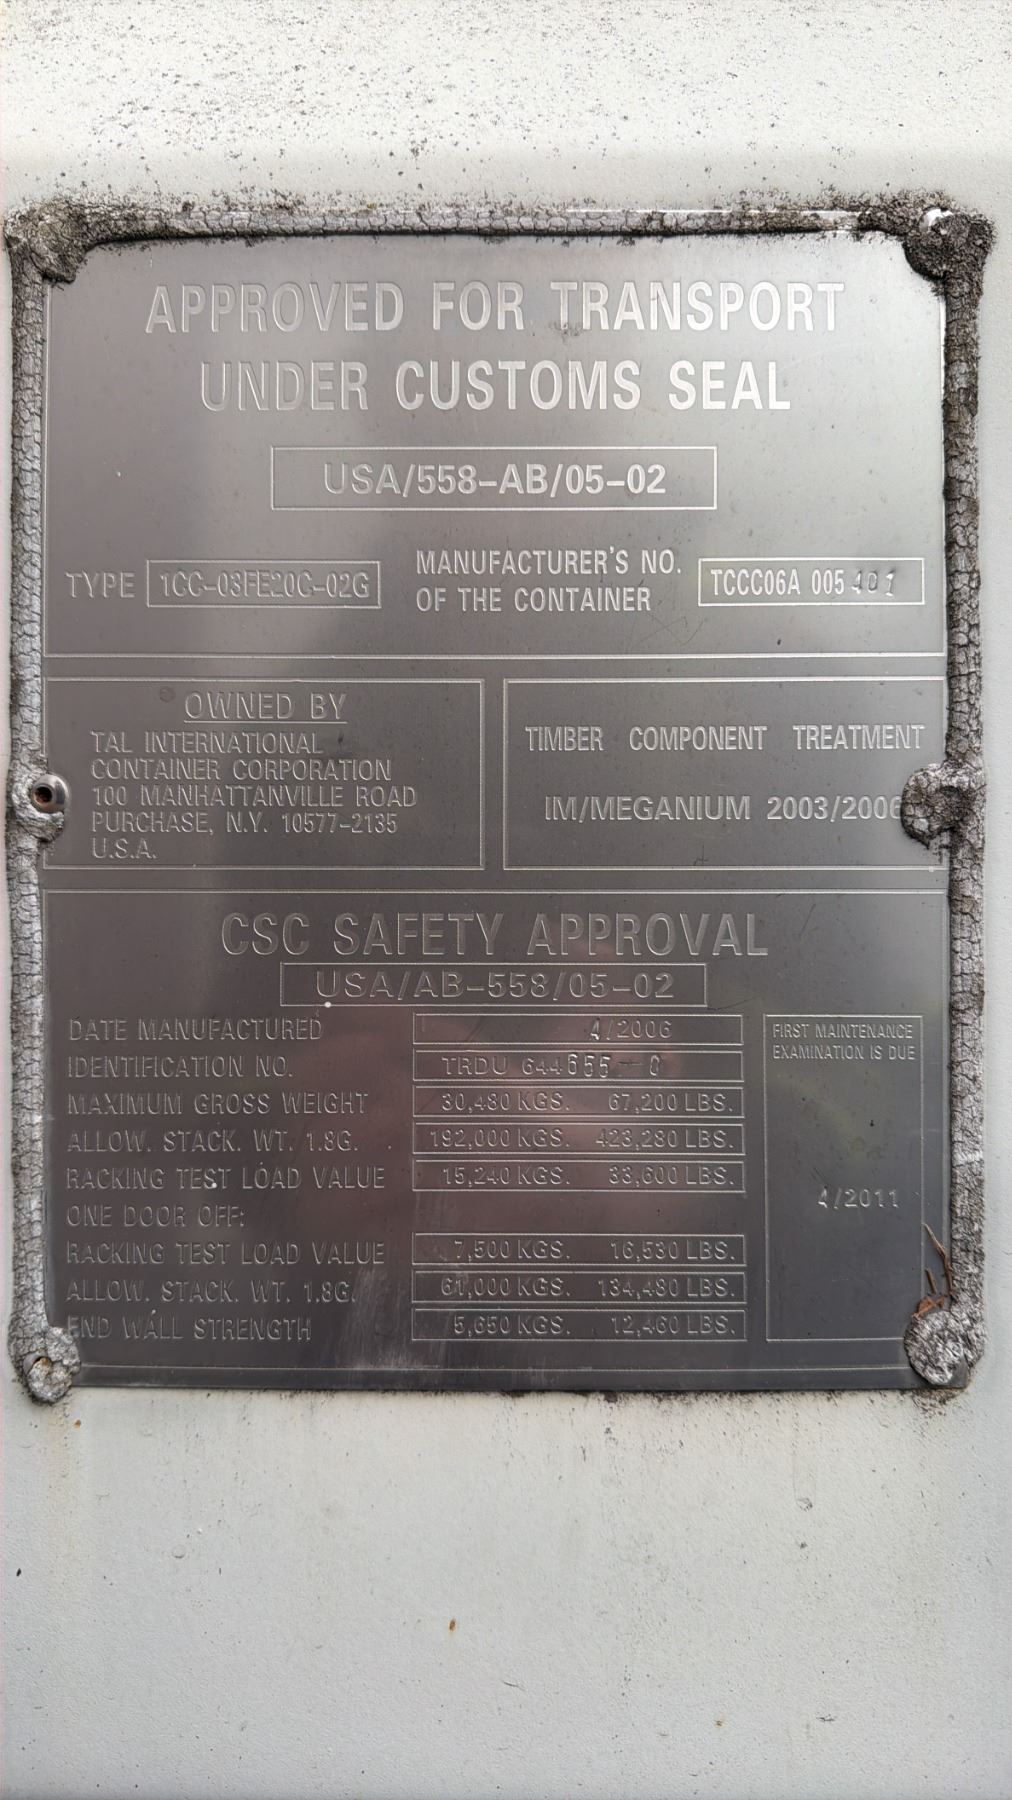 APPROVED FOR TRANSPORT
UNDER CUSTOMS SEAL
USA/558-AB/05-02
TYPE 1CC-03FE20C-02G MANUFACTURER'S NO. OF THE CONTAINER TCCC06A 005401
OWNED BY
TAL INTERNATIONAL
CONTAINER CORPORATION
100 MANHATTANVILLE ROAD
PURCHASE, N.Y. 10577-2135
U.S.A.
TIMBER COMPONENT TREATMENT
IM/MEGANIUM 2003/2006
CSC SAFETY APPROVAL
USA/AB-558/05-02
DATE MANUFACTURED 4/2006
IDENTIFICATION NO. TRDU 644655-0
MAXIMUM GROSS WEIGHT 30,480 KGS. 67,200 LBS.
ALLOW. STACK. WT. 1.8G. 192,000 KGS. 423,280 LBS.
RACKING TEST LOAD VALUE 15,240 KGS. 33,600 LBS.
ONE DOOR OFF:
RACKING TEST LOAD VALUE 7,500 KGS. 16,530 LBS.
ALLOW. STACK. WT. 1.8G. 61,000 KGS. 134,480 LBS.
END WALL STRENGTH 5,650 KGS. 12,460 LBS.
FIRST MAINTENANCE
EXAMINATION IS DUE
4/2011